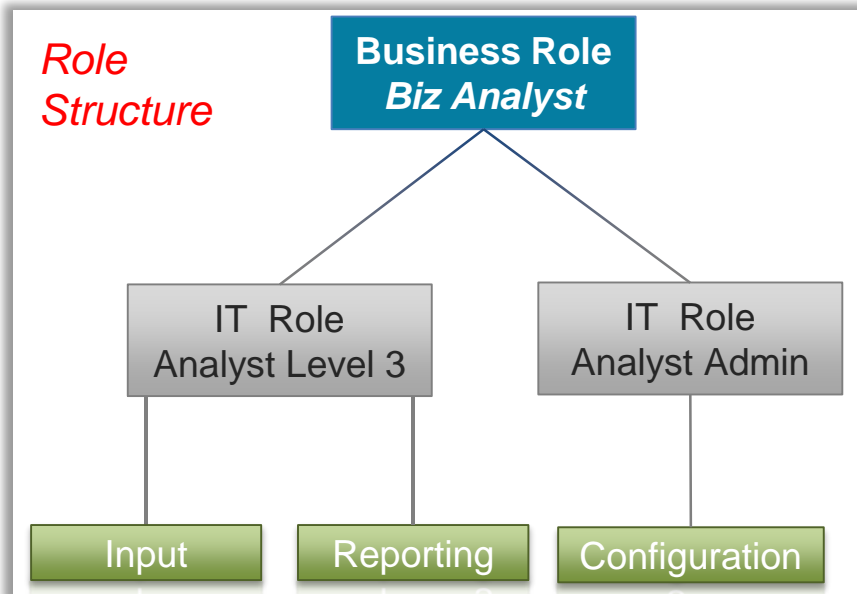 Role
Structure
Business Role
Biz Analyst
IT Role
Analyst Level 3
IT Role
Analyst Admin
Input
Reporting
Configuration